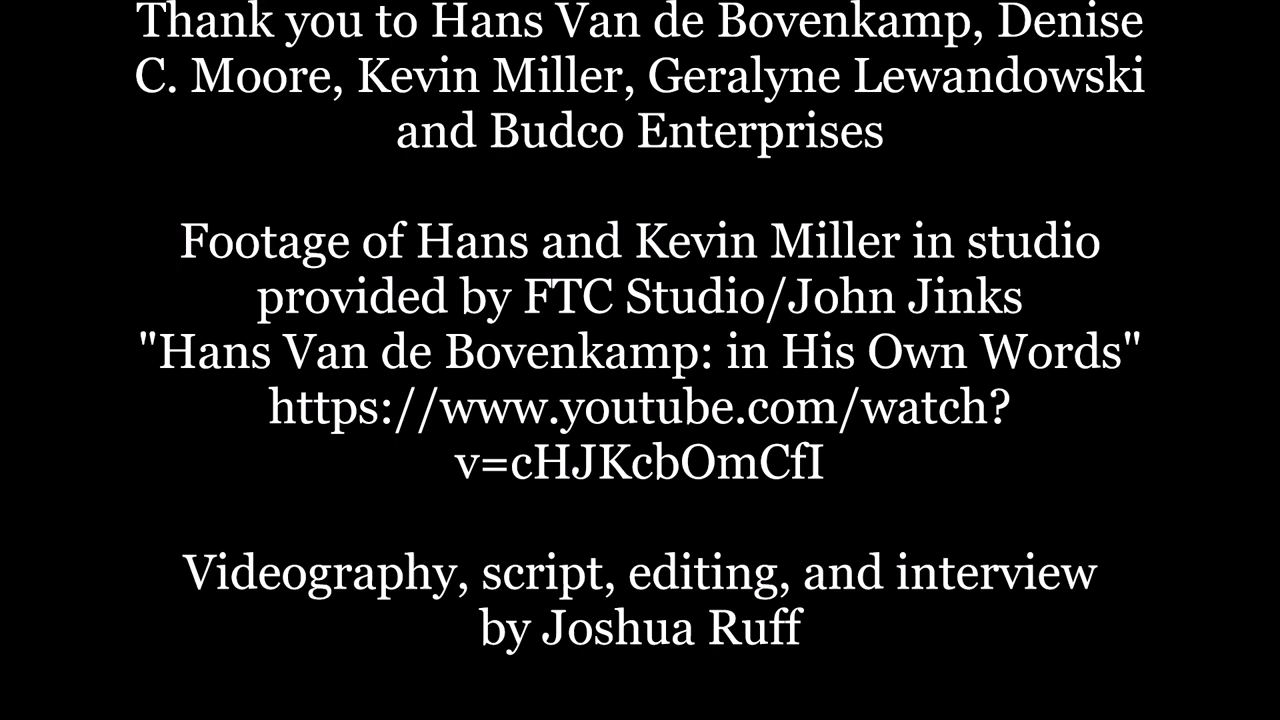 Thank you to Hans Van de Bovenkamp, Denise
C. Moore, Kevin Miller, Geralyne Lewandowski
and Budco Enterprises
Footage of Hans and Kevin Miller in studio
provided by FTC Studio/John Jinks
"Hans Van de Bovenkamp: in His Own Words"
https://www.youtube.com/watch?
v=cHJKcbOmCfI
Videography, script, editing, and interview
by Joshua Ruff